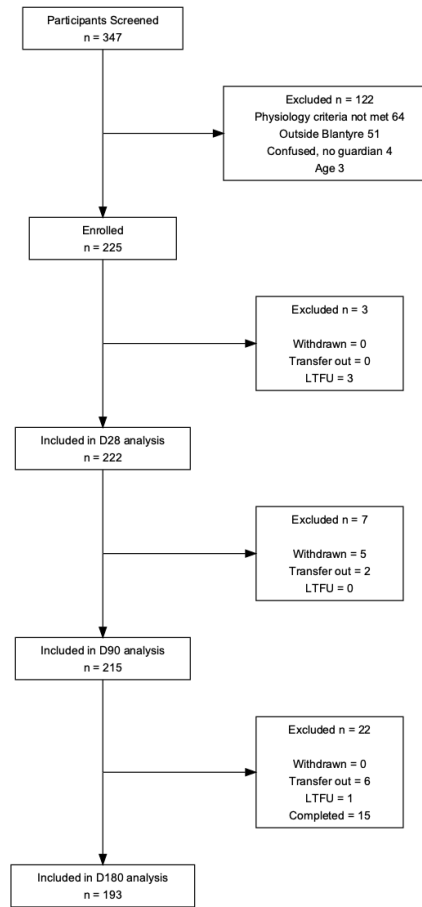 Participants Screened
n = 347
Excluded n = 122
Physiology criteria not met 64
Outside Blantyre 51
Confused, no guardian 4
Age 3
Enrolled
n = 225
Excluded n = 3
Withdrawn = 0
Transfer out = 0
LTFU = 3
Included in D28 analysis
n = 222
Excluded n = 7
Withdrawn = 5
Transfer out = 2
LTFU = 0
Included in D90 analysis
n = 215
Excluded n = 22
Withdrawn = 0
Transfer out = 6
LTFU = 1
Completed = 15
Included in D180 analysis
n = 193